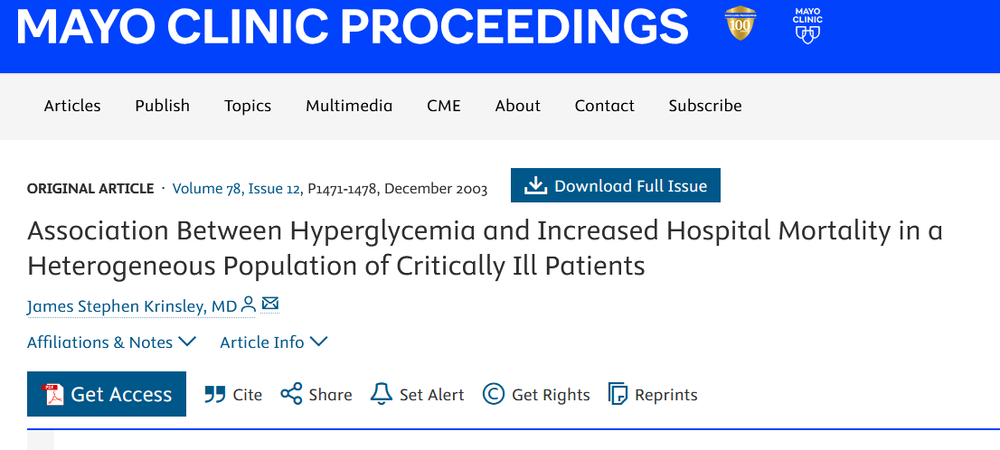 MAYO CLINIC PROCEEDINGS
100
MAYO
CLINIC
Articles Publish Topics Multimedia CME About Contact Subscribe
ORIGINAL ARTICLE · Volume 78, Issue 12, P1471-1478, December 2003 Download Full Issue
Association Between Hyperglycemia and Increased Hospital Mortality in a
Heterogeneous Population of Critically Ill Patients
James Stephen Krinsley, MD
Affiliations & Notes Article Info
PDF Get Access Cite Share Set Alert © Get Rights Reprints